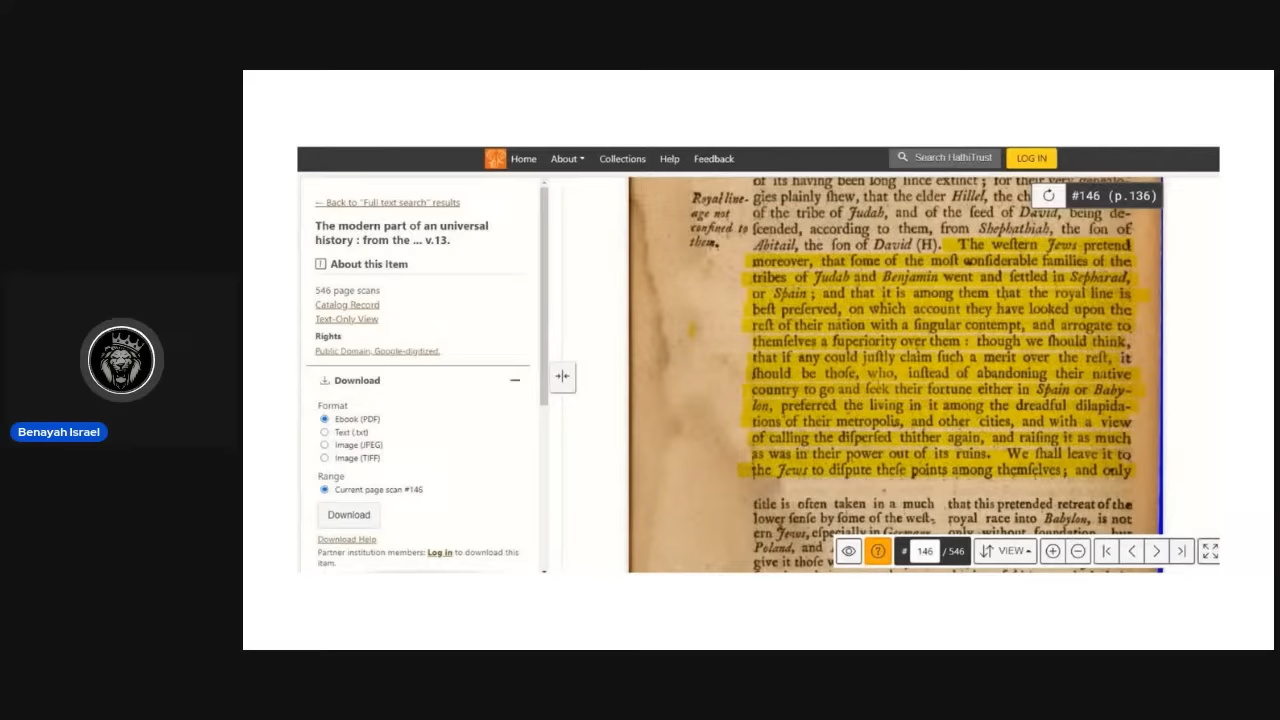 Home
About
Collections
Help
Feedback
Search HathiTrust
LOG IN
← Back to "Full text search" results
The modern part of an universal
history : from the ... v.13.
About this item
546 page scans
Catalog Record
Text-Only View
Rights
Public Domain, Google-digitized.
Download
Format
Ebook (PDF)
Text (.txt)
Image (JPEG)
Image (TIFF)
Range
Current page scan #146
Download
Download Help
Partner institution members: Log in to download this
item.
#146 (p.136)
Royal line-
age not
confined to
them.
of its having been long ſince extinct ; for their very genealo-
gies plainly ſhew, that the elder Hillel, the ch
of the tribe of Judah, and of the ſeed of David, being de-
ſcended, according to them, from Shephathiah, the ſon of
Abitail, the ſon of David (H). The weſtern Jews pretend
moreover, that ſome of the moſt conſiderable families of the
tribes of Judah and Benjamin went and ſettled in Sepharad,
or Spain ; and that it is among them that the royal line is
beſt preſerved, on which account they have looked upon the
reſt of their nation with a ſingular contempt, and arrogate to
themſelves a ſuperiority over them : though we ſhould think,
that if any could juſtly claim ſuch a merit over the reſt, it
ſhould be thoſe, who, inſtead of abandoning their native
country to go and ſeek their fortune either in Spain or Baby-
lon, preferred the living in it among the dreadful dilapida-
tions of their metropolis, and other cities, and with a view
of calling the diſperſed thither again, and raiſing it as much
as was in their power out of its ruins. We ſhall leave it to
the Jews to diſpute theſe points among themſelves ; and only
title is often taken in a much
lower ſenſe by ſome of the weſt-
ern Jews, eſpecially in Germany
Poland, and
give it thoſe
that this pretended retreat of the
royal race into Babylon, is not
only without foundation, but
# 146 / 546
VIEW
Benayah Israel